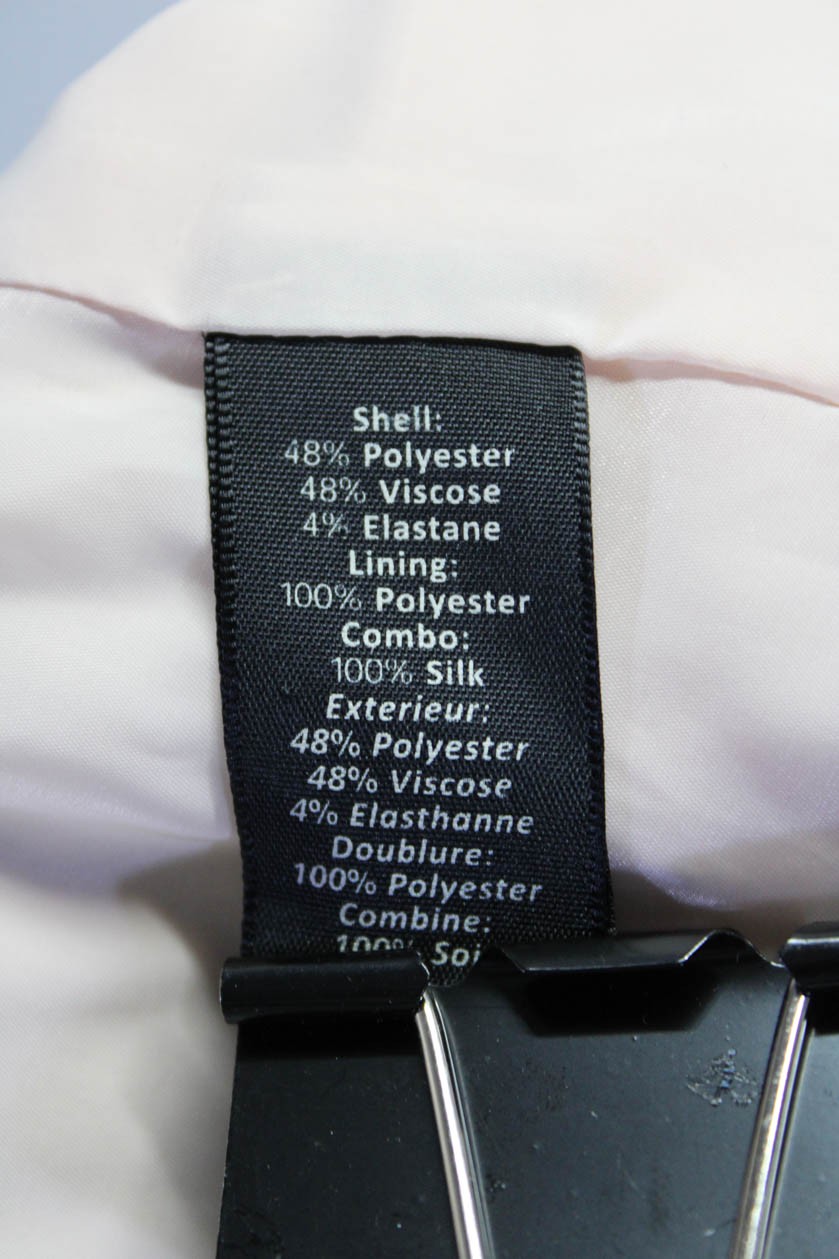 Shell:
48% Polyester
48% Viscose
4% Elastane
Lining:
100% Polyester
Combo:
100% Silk
Exterieur:
48% Polyester
48% Viscose
4% Elasthanne
Doublure:
100% Polyester
Combine:
100%